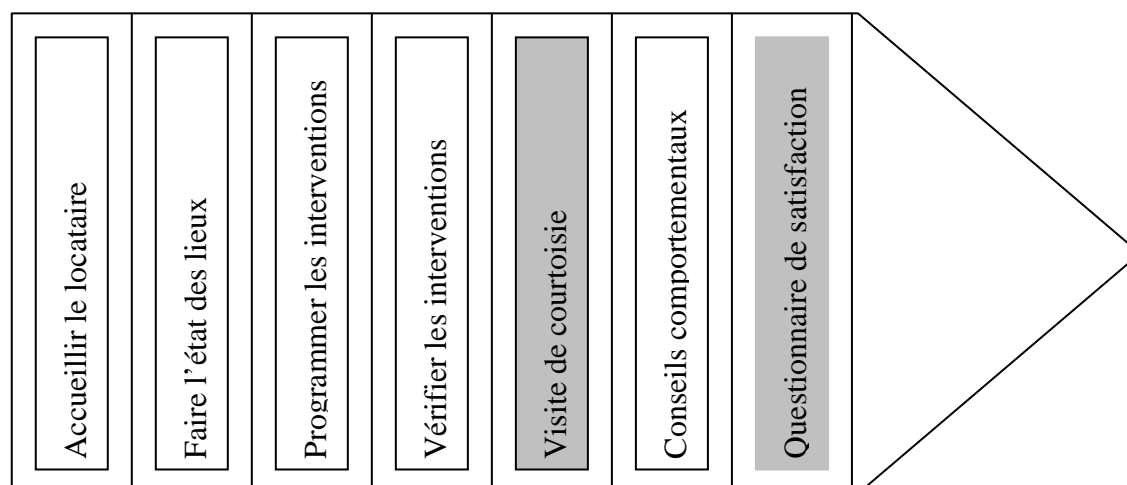 Accueillir le locataire
Faire l’état des lieux
Programmer les interventions
Vérifier les interventions
Visite de courtoisie
Conseils comportementaux
Questionnaire de satisfaction